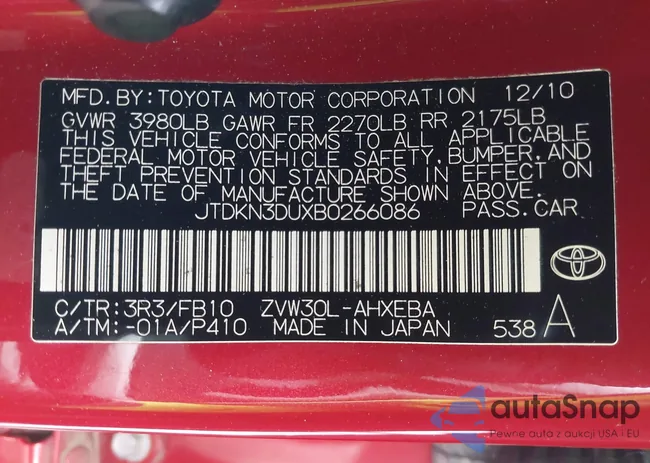 MFD. BY: TOYOTA MOTOR CORPORATION 12/10
GVWR 3980LB GAWR FR 2270LB RR 2175LB
THIS VEHICLE CONFORMS TO ALL APPLICABLE
FEDERAL MOTOR VEHICLE SAFETY, BUMPER, AND
THEFT PREVENTION STANDARDS IN EFFECT ON
THE DATE OF MANUFACTURE SHOWN ABOVE.
JTDKN3DUXB0266086 PASS. CAR
C/TR: 3R3/FB10 ZVW30L-AHXEBA
A/TM: -01A/P410 MADE IN JAPAN 538 A
autaSnap
Pewne auta z aukcji USA i EU